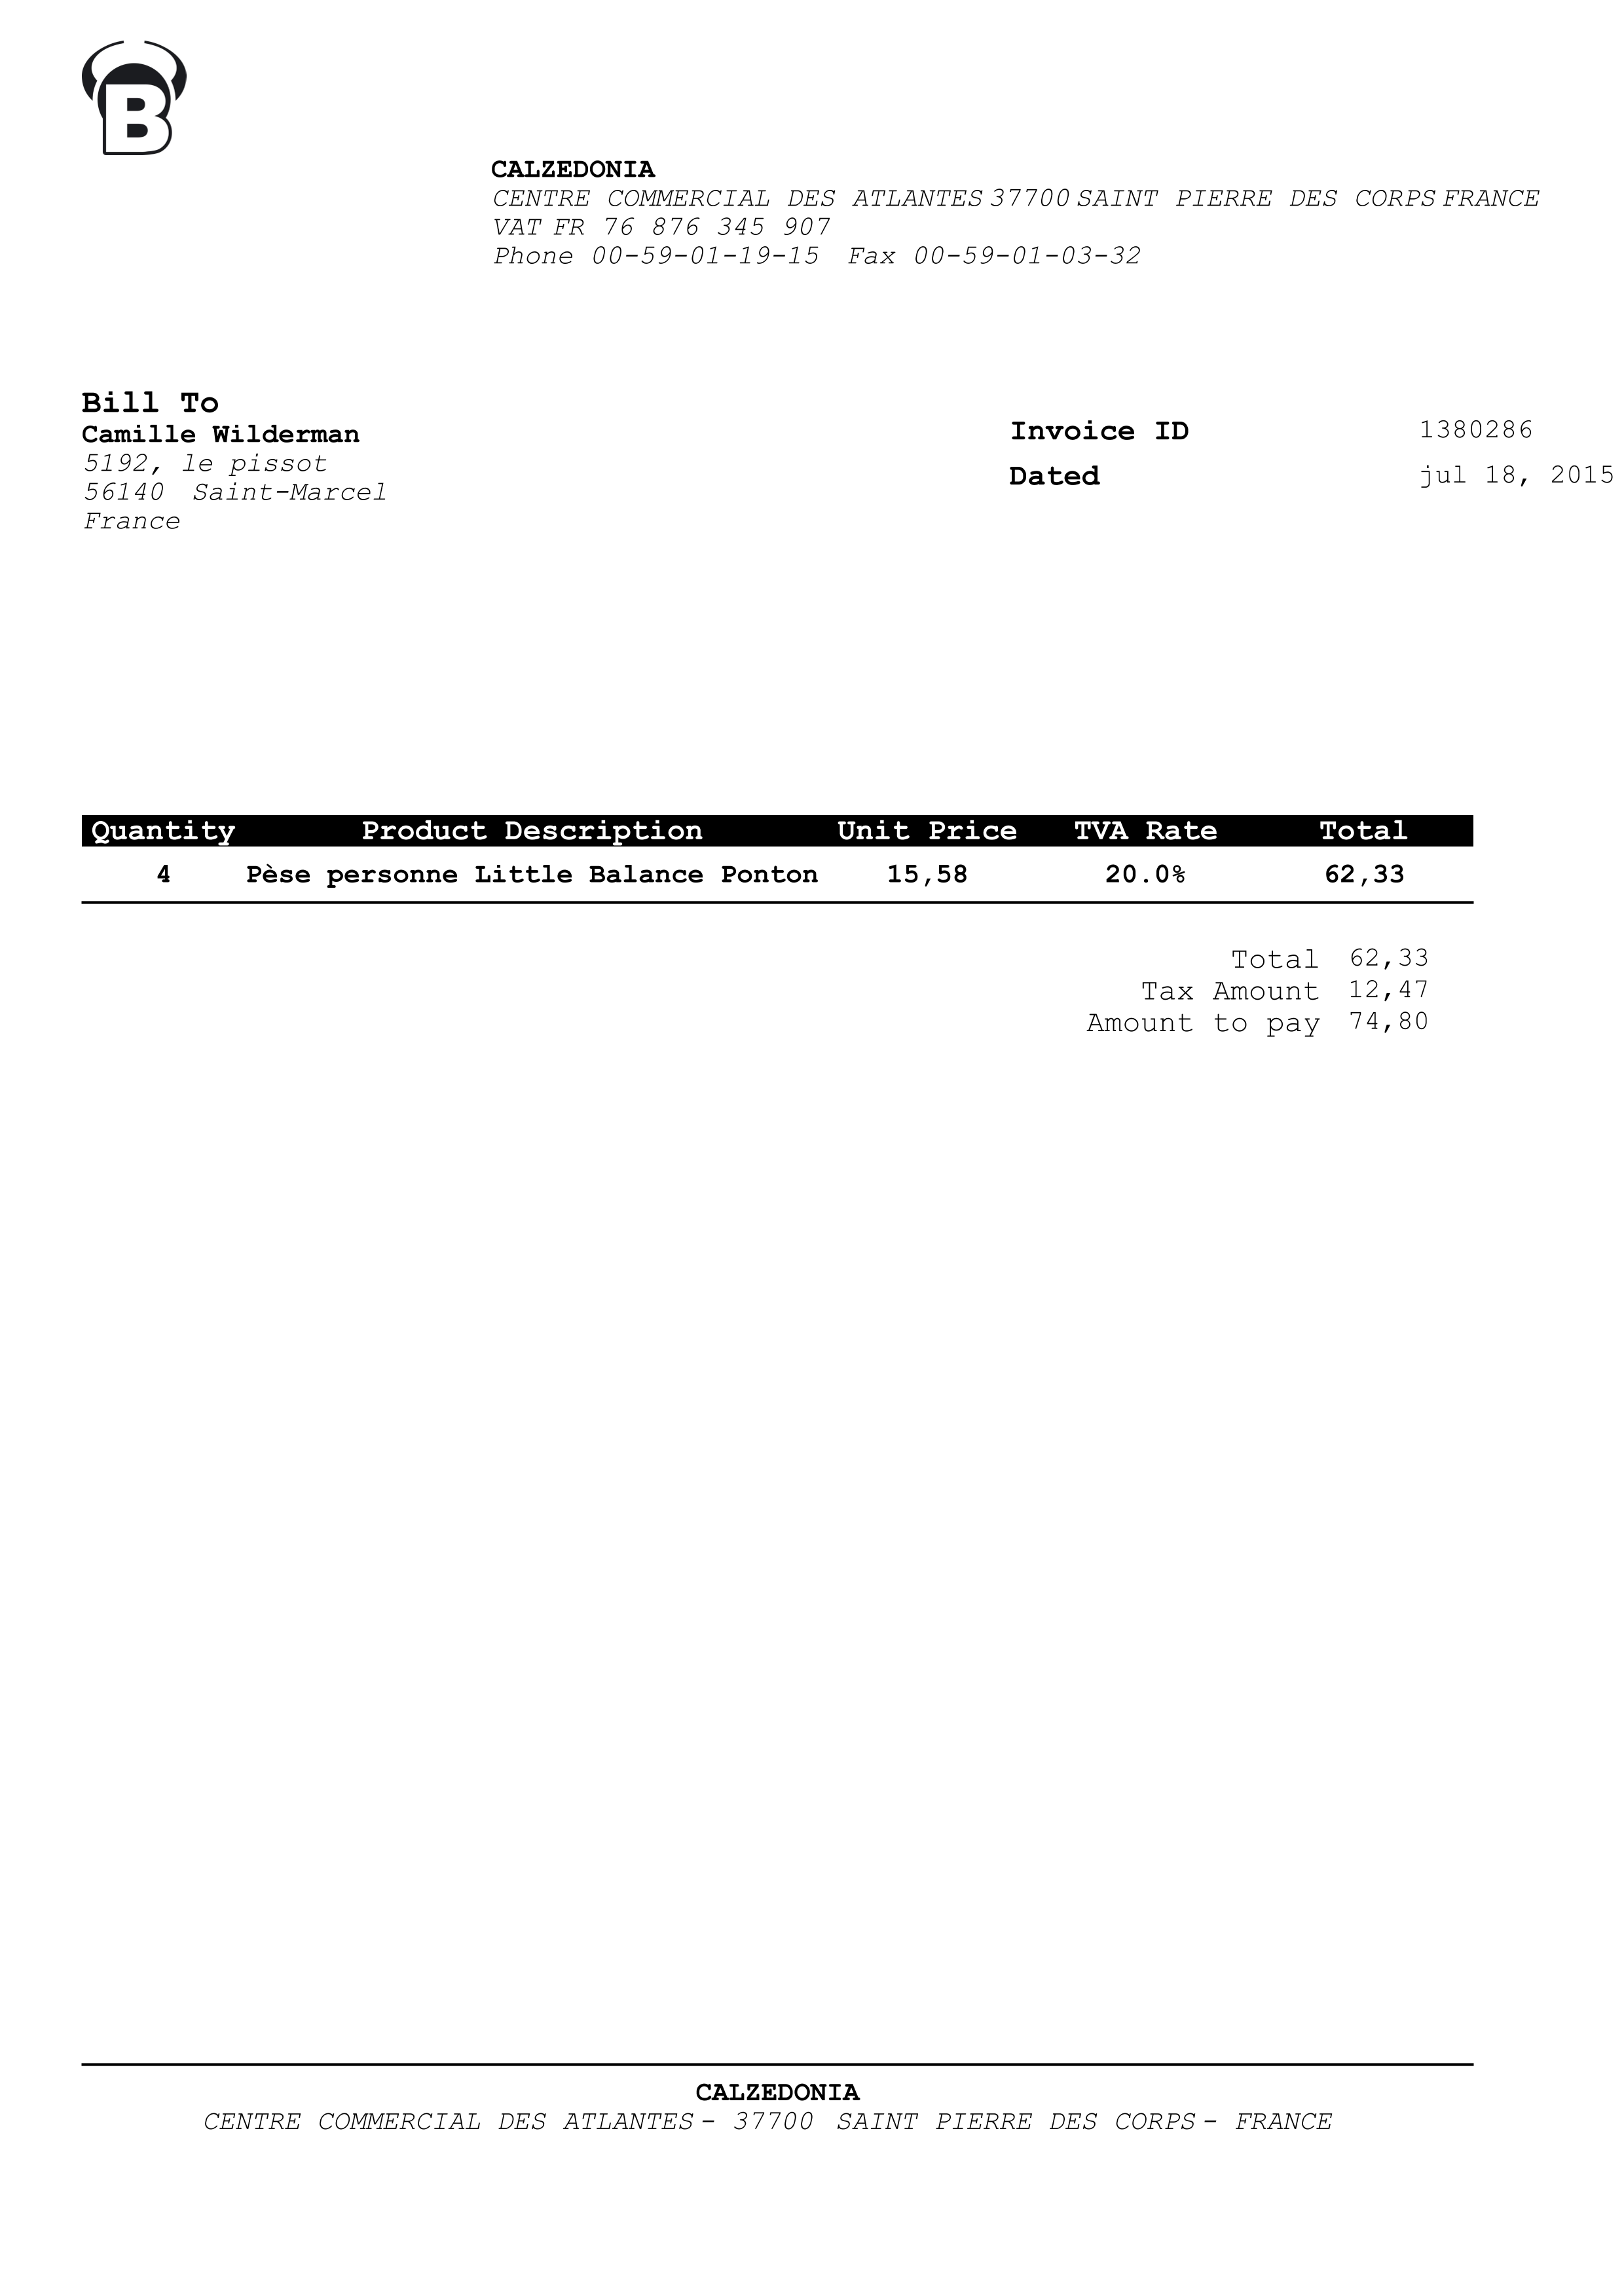 B
CALZEDONIA
CENTRE COMMERCIAL DES ATLANTES 37700 SAINT PIERRE DES CORPS FRANCE
VAT FR 76 876 345 907
Phone 00-59-01-19-15 Fax 00-59-01-03-32
Bill To
Camille Wilderman
5192, le pissot
56140 Saint-Marcel
France
Invoice ID 1380286
Dated jul 18, 2015
Quantity Product Description Unit Price TVA Rate Total
4 Pèse personne Little Balance Ponton 15,58 20.0% 62,33
Total 62,33
Tax Amount 12,47
Amount to pay 74,80
CALZEDONIA
CENTRE COMMERCIAL DES ATLANTES - 37700 SAINT PIERRE DES CORPS - FRANCE